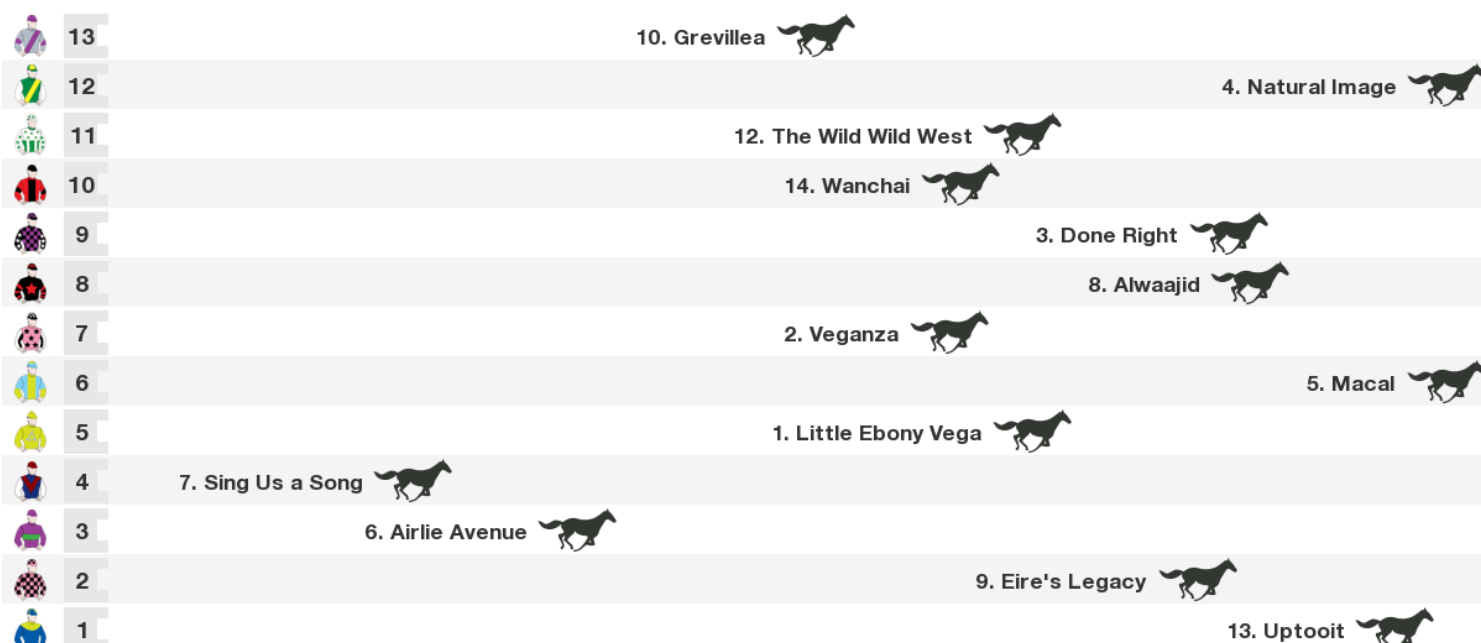 13 10. Grevillea
12 4. Natural Image
11 12. The Wild Wild West
10 14. Wanchai
9 3. Done Right
8 8. Alwaajid
7 2. Veganza
6 5. Macal
5 1. Little Ebony Vega
4 7. Sing Us a Song
3 6. Airlie Avenue
2 9. Eire's Legacy
1 13. Uptooit